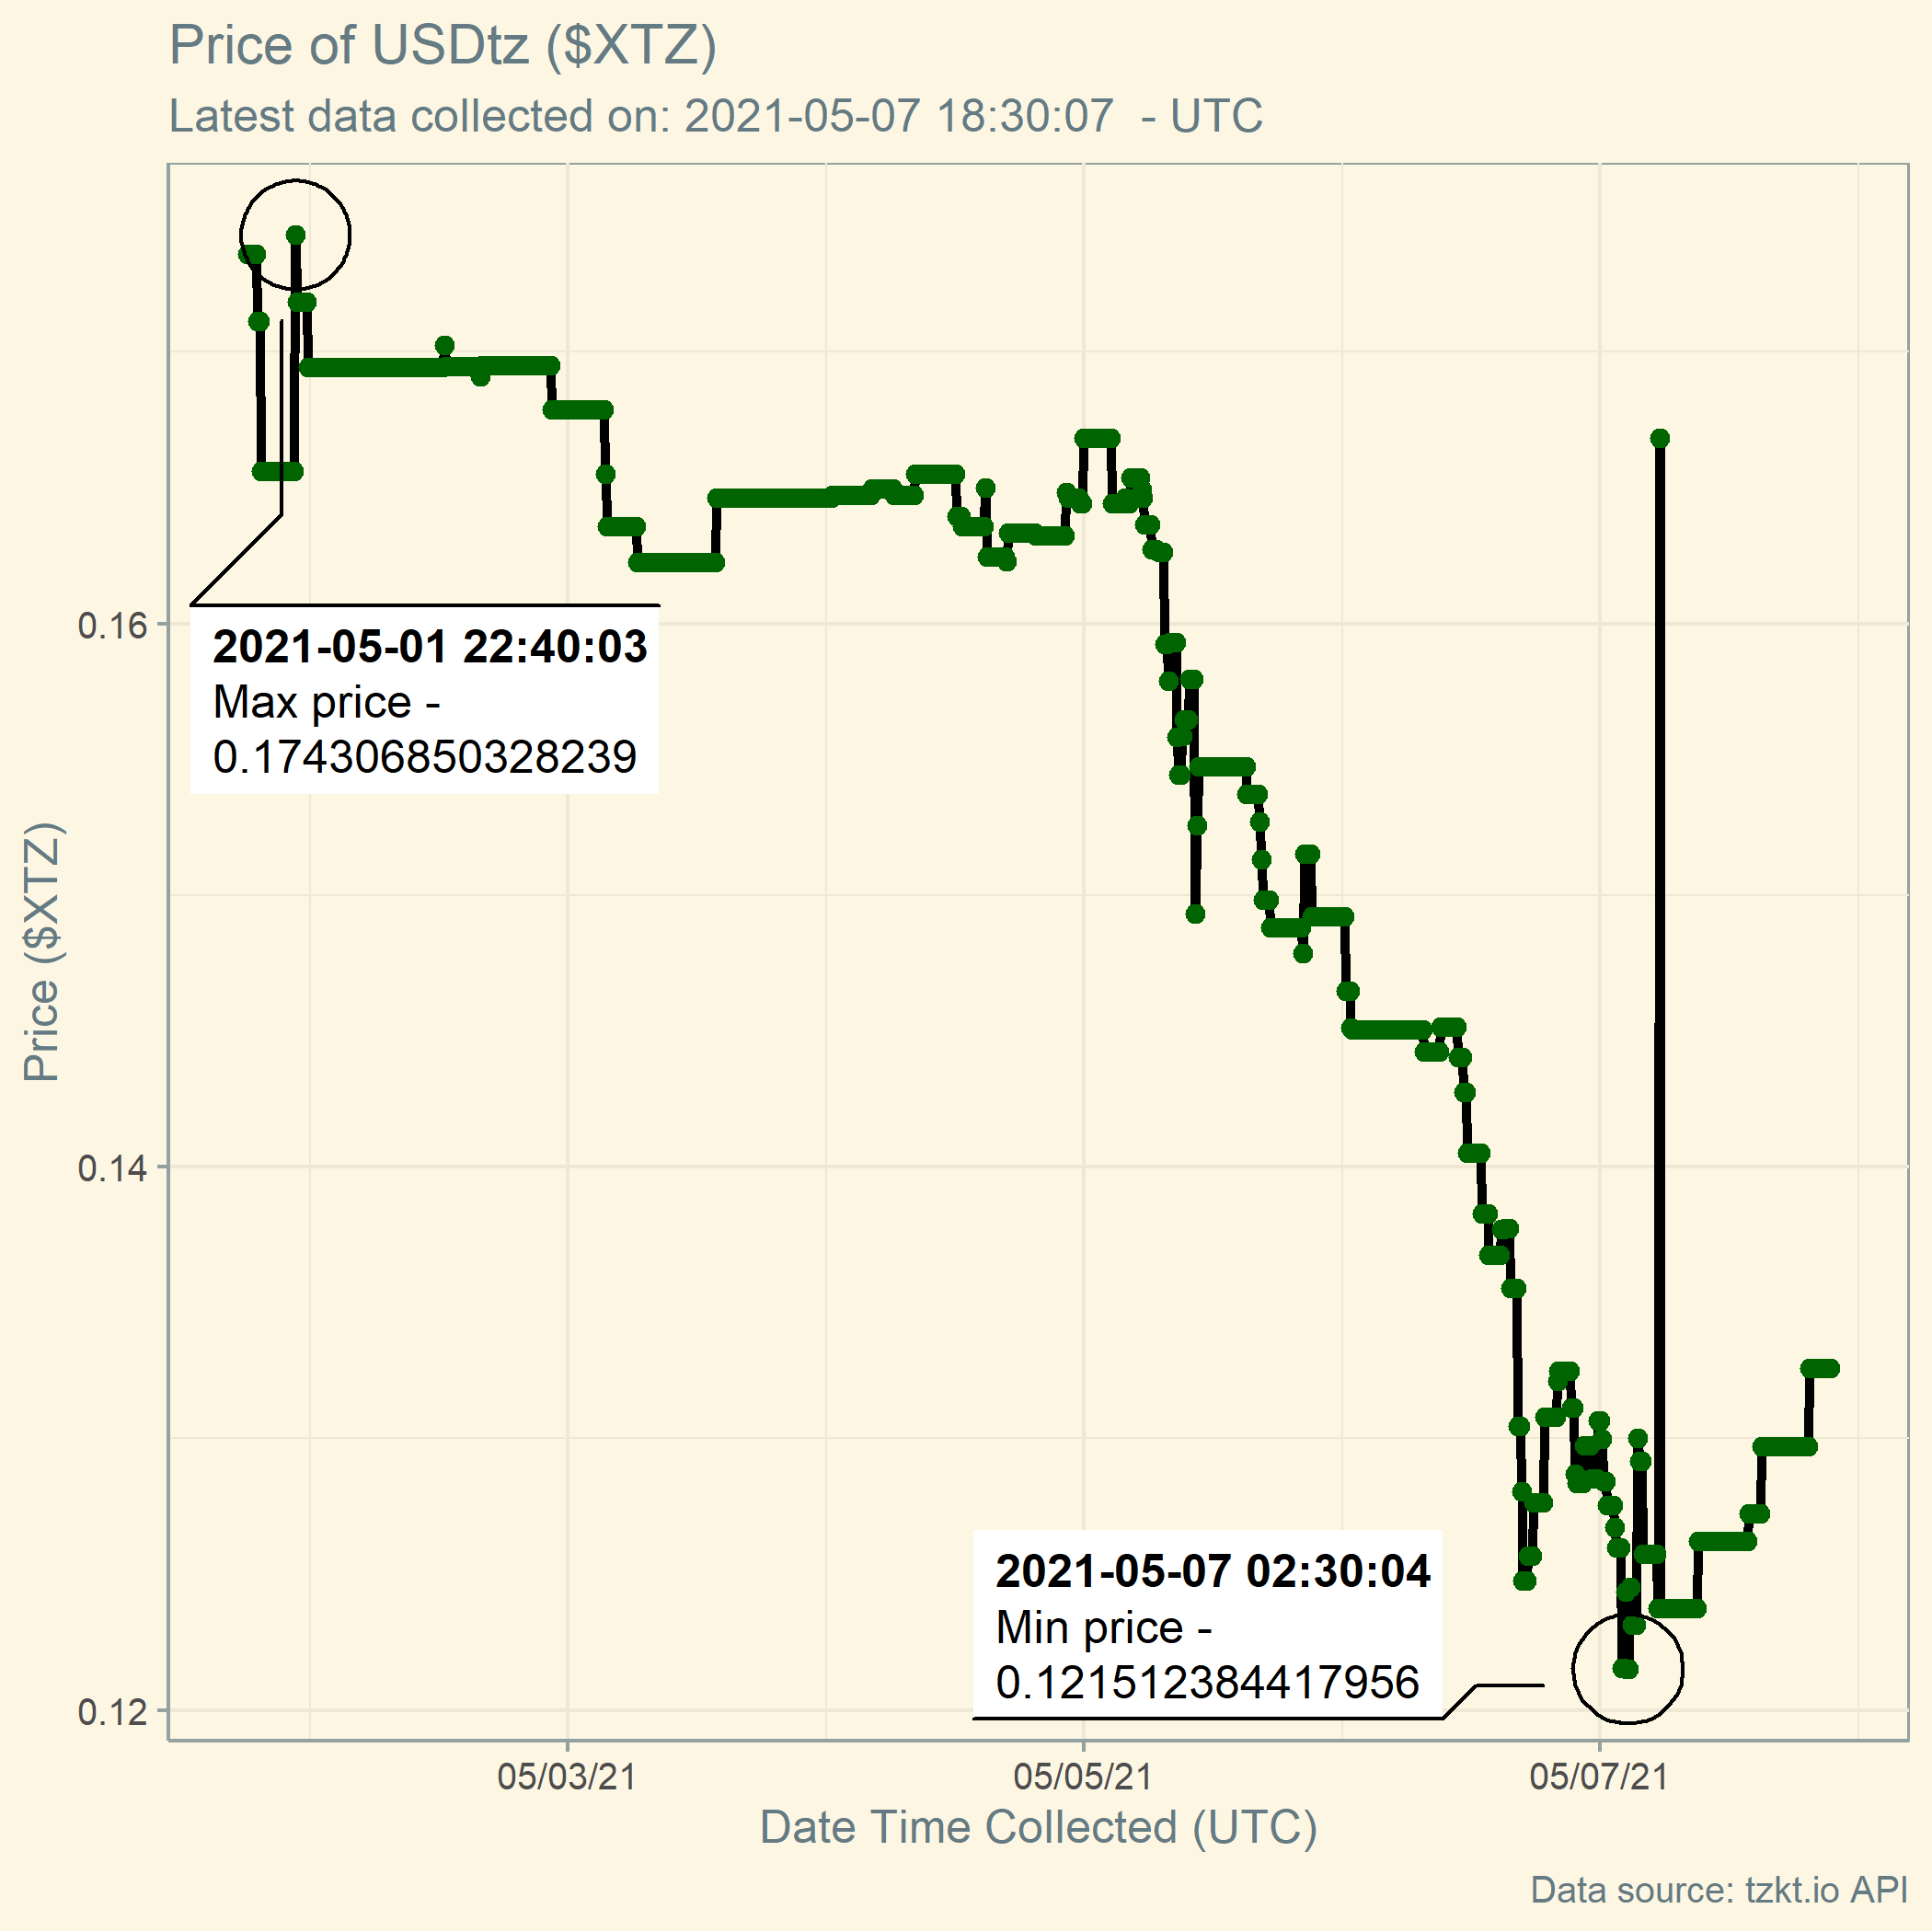 Price of USDtz ($XTZ)
Latest data collected on: 2021-05-07 18:30:07  - UTC
2021-05-01 22:40:03
Max price -
0.174306850328239
2021-05-07 02:30:04
Min price -
0.121512384417956
Price ($XTZ)
0.16
0.14
0.12
05/03/21
05/05/21
05/07/21
Date Time Collected (UTC)
Data source: tzkt.io API